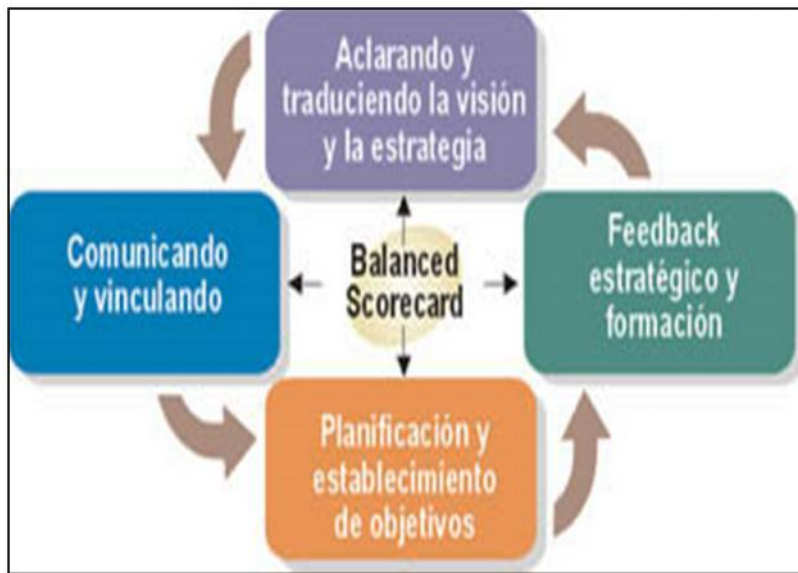 Aclarando y
traduciendo la visión
y la estrategia
Comunicando
y vinculando
Balanced
Scorecard
Feedback
estratégico y
formación
Planificación y
establecimiento
de objetivos